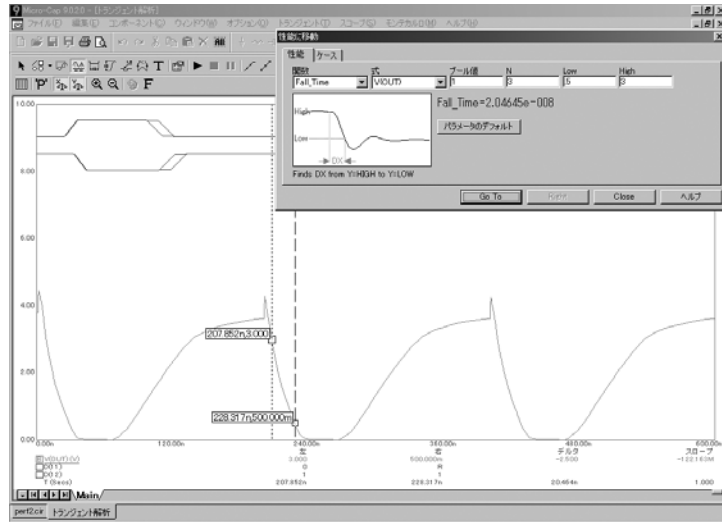 Micro-Cap 8.0.2.0 - [トランジェント解析]
ファイル(F) 編集(E) コンポーネント(C) ウィンドウ(W) オプション(O) トランジェント(T) スコープ(S) モンテカルロ(M) ヘルプ(H)
性能に移動
性能 ケース
関数 式 ブール値 N Low High
Fall_Time V(OUT) 1 3 .5 3
High
Low
DX
Fall_Time=2.04645e-008
パラメータのデフォルト
Finds DX from Y=HIGH to Y=LOW
Go To Right Close ヘルプ
10.00
8.00
6.00
4.00
207.852n,3.000
2.00
228.317n,500.000m
0.00
0.00n 120.00n 240.00n 360.00n 480.00n 600.00n
左 右 デルタ スロープ
V(OUT) (V) 3.000 500.000m -2.500 -122.163M
D(1) 0 R
D(2) 1 1
T (Secs) 207.852n 228.317n 20.464n 1.000
Main
perf2.cir トランジェント解析